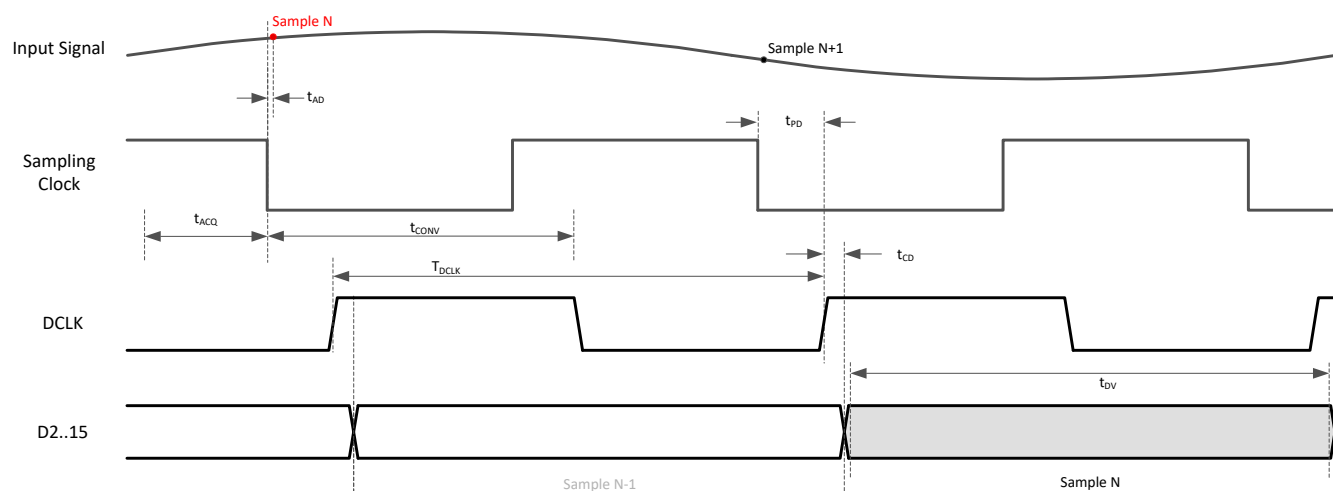 Sample N
Input Signal
Sample N+1
tAD
tPD
Sampling
Clock
tACQ
tCONV
TDCLK
tCD
DCLK
tDV
D2..15
Sample N-1
Sample N